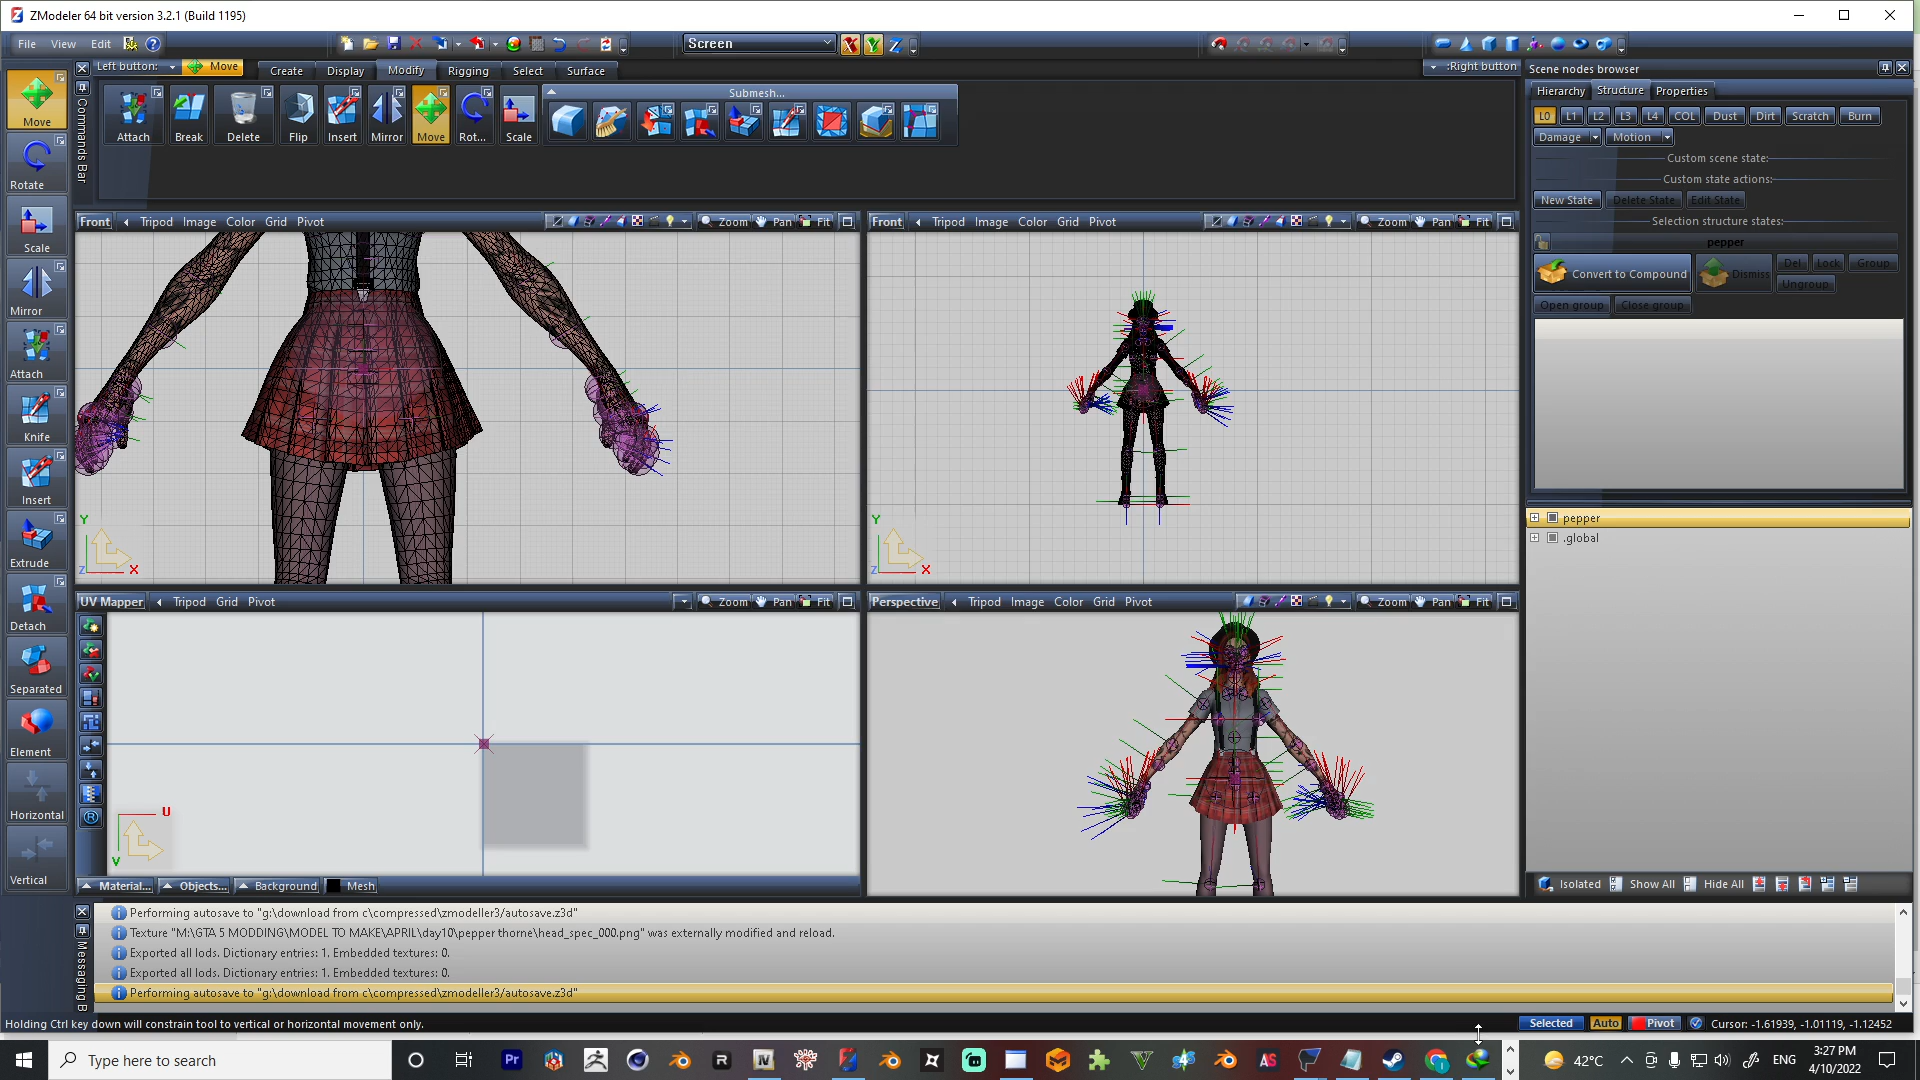 ZModeler 64 bit version 3.2.1 (Build 1195)
File View Edit Screen X Y Z
Left button: Move Create Display Modify Rigging Select Surface :Right button
Scene nodes browser
Hierarchy Structure Properties
Commands Bar
Move
Rotate
Scale
Mirror
Attach
Knife
Insert
Extrude
Detach
Separated
Element
Horizontal
Vertical
Attach Break Delete Flip Insert Mirror Move Rot... Scale
Submesh...
L0 L1 L2 L3 L4 COL Dust Dirt Scratch Burn
Damage Motion
Custom scene state:
Custom state actions:
New State Delete State Edit State
Selection structure states:
pepper
Convert to Compound Dismiss Del Lock Group
Ungroup
Open group Close group
pepper
.global
Isolated Show All Hide All
Front Tripod Image Color Grid Pivot Zoom Pan Fit
Front Tripod Image Color Grid Pivot Zoom Pan Fit
Y
Z X
Y
Z X
UV Mapper Tripod Grid Pivot Zoom Pan Fit
Perspective Tripod Image Color Grid Pivot Zoom Pan Fit
U
V
Material... Objects... Background Mesh
Messaging B
Performing autosave to "g:\download from c\compressed\zmodeller3/autosave.z3d"
Texture "M:\GTA 5 MODDING\MODEL TO MAKE\APRIL\day10\pepper thorne\head_spec_000.png" was externally modified and reload.
Exported all lods. Dictionary entries: 1. Embedded textures: 0.
Exported all lods. Dictionary entries: 1. Embedded textures: 0.
Performing autosave to "g:\download from c\compressed\zmodeller3/autosave.z3d"
Holding Ctrl key down will constrain tool to vertical or horizontal movement only.
Selected Auto Pivot Cursor: -1.61939, -1.01119, -1.12452
Type here to search
Pr
42°C
ENG
3:27 PM
4/10/2022